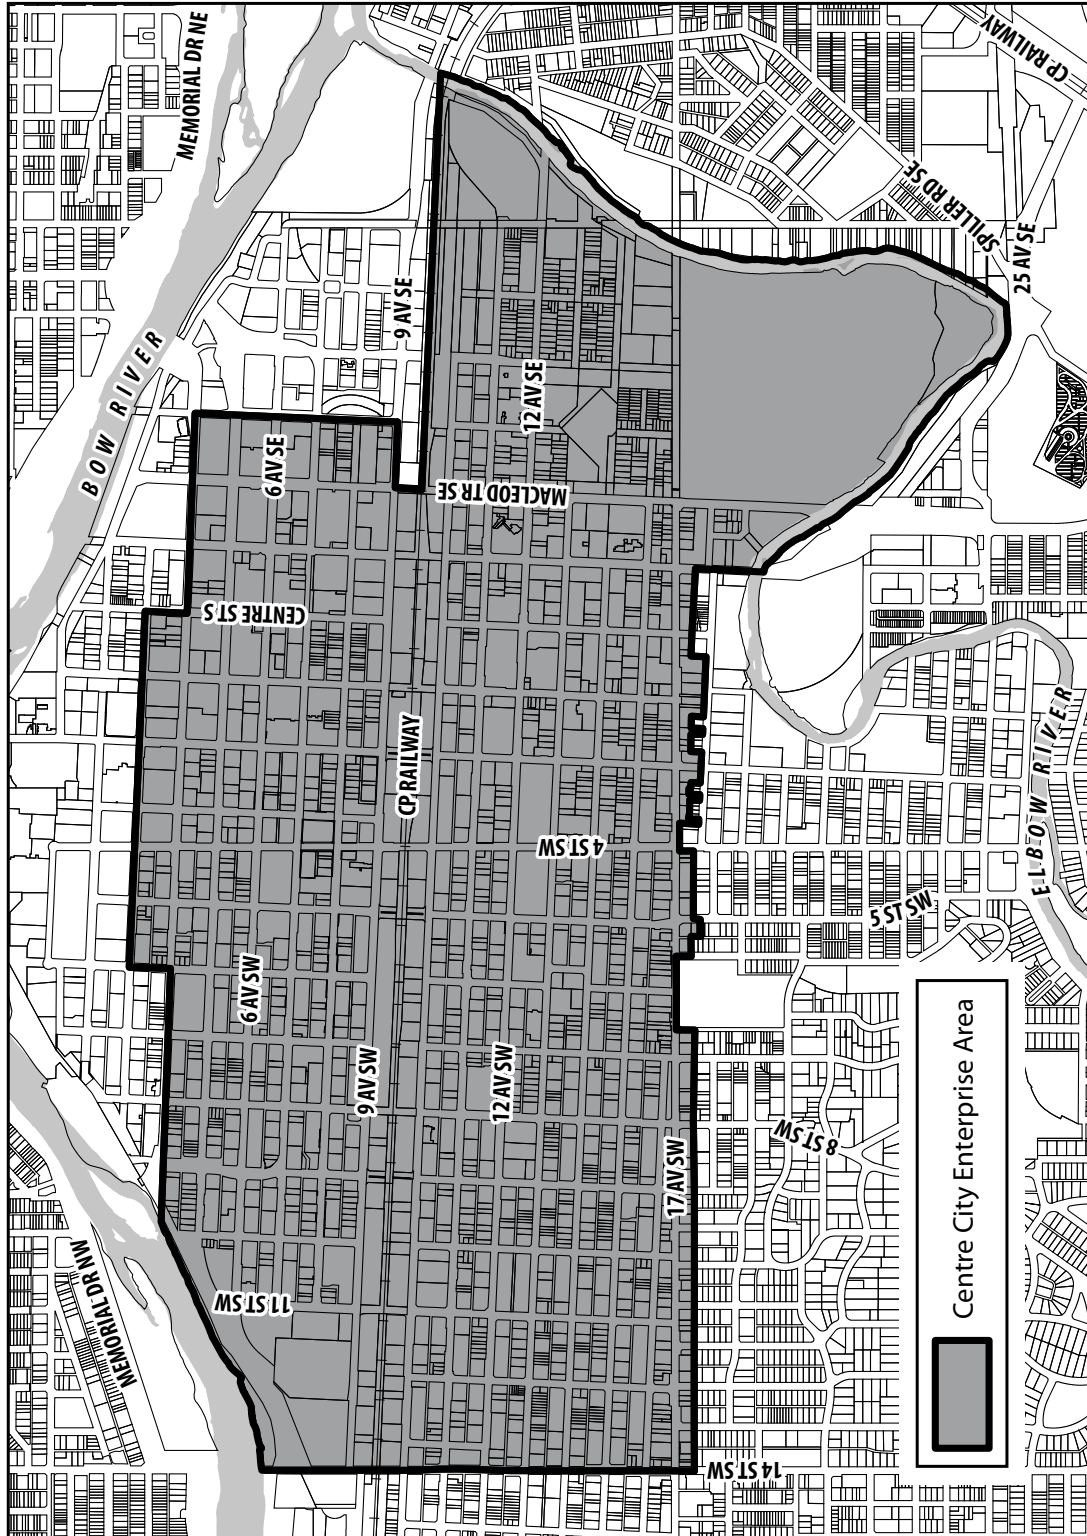 MEMORIAL DR NE
CP RAILWAY
BOW RIVER
SPILLER RD SE
25 AV SE
9 AV SE
12 AV SE
6 AV SE
MACLEOD TR SE
CENTRE ST S
CP RAILWAY
4 ST SW
ELBOW RIVER
5 ST SW
6 AV SW
9 AV SW
12 AV SW
8 ST SW
17 AV SW
MEMORIAL DR NW
11 ST SW
14 ST SW
Centre City Enterprise Area